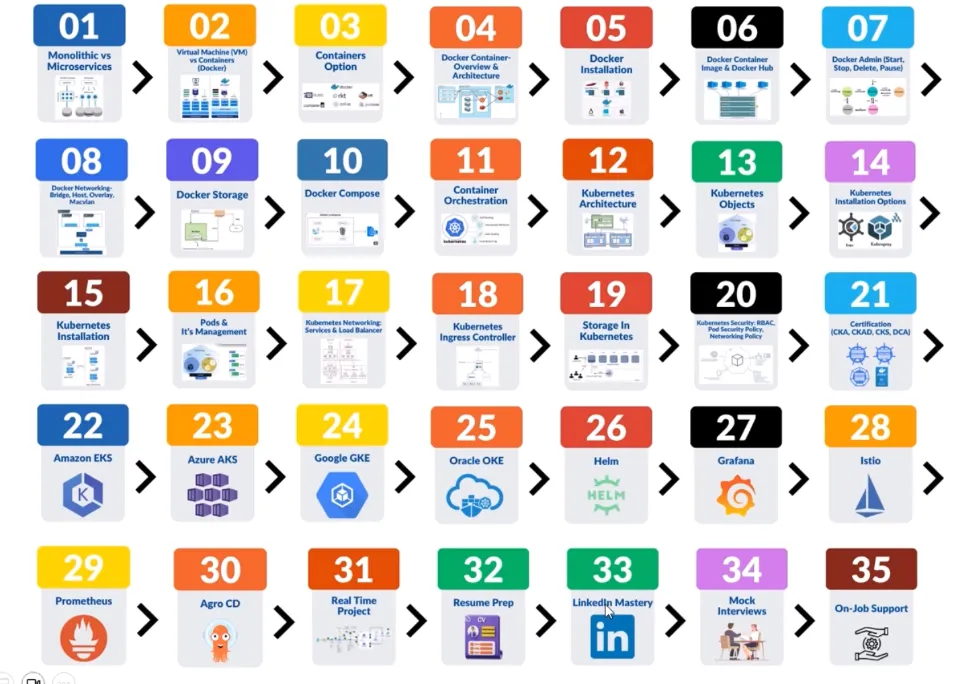 01
Monolithic vs
Microservices
02
Virtual Machine (VM)
vs Containers
(Docker)
03
Containers
Option
docker
rkt
04
Docker Container-
Overview &
Architecture
05
Docker
Installation
06
Docker Container
Image & Docker Hub
07
Docker Admin (Start,
Stop, Delete, Pause)
08
Docker Networking-
Bridge, Host, Overlay,
Macvlan
09
Docker Storage
10
Docker Compose
11
Container
Orchestration
kubernetes
12
Kubernetes
Architecture
13
Kubernetes
Objects
14
Kubernetes
Installation Options
Kubespray
15
Kubernetes
Installation
16
Pods &
It's Management
17
Kubernetes Networking:
Services & Load Balancer
18
Kubernetes
Ingress Controller
19
Storage In
Kubernetes
20
Kubernetes Security: RBAC,
Pod Security Policy,
Networking Policy
21
Certification
(CKA, CKAD, CKS, DCA)
22
Amazon EKS
K
23
Azure AKS
24
Google GKE
25
Oracle OKE
26
Helm
HELM
27
Grafana
28
Istio
29
Prometheus
30
Agro CD
31
Real Time
Project
32
Resume Prep
CV
33
LinkedIn Mastery
in
34
Mock
Interviews
35
On-Job Support